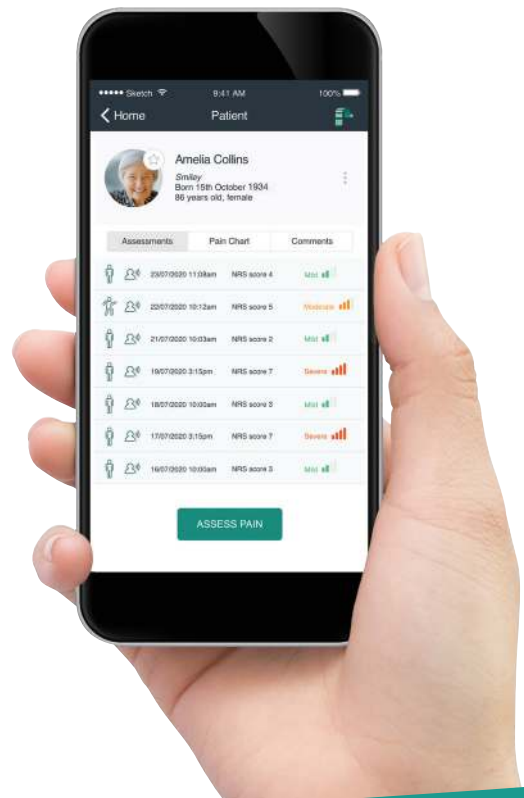 Sketch 9:41 AM 100%
Home Patient
Amelia Collins
Smiley
Born 15th October 1934
86 years old, female
Assessments Pain Chart Comments
23/07/2020 11:08am NRS score 4 Mild
22/07/2020 10:12am NRS score 5 Moderate
21/07/2020 10:03am NRS score 2 Mild
19/07/2020 3:15pm NRS score 7 Severe
18/07/2020 10:00am NRS score 3 Mild
17/07/2020 3:15pm NRS score 7 Severe
16/07/2020 10:00am NRS score 3 Mild
ASSESS PAIN